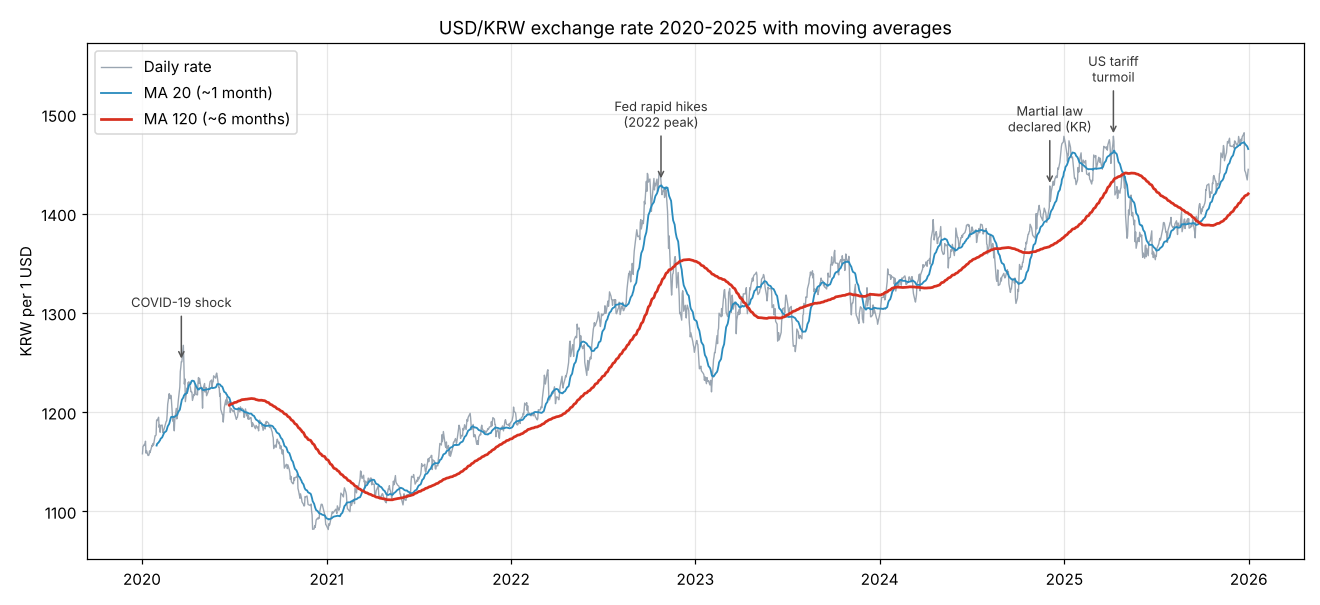 USD/KRW exchange rate 2020-2025 with moving averages
Daily rate
MA 20 (~1 month)
MA 120 (~6 months)
US tariff
turmoil
Fed rapid hikes
(2022 peak)
Martial law
declared (KR)
COVID-19 shock
KRW per 1 USD
1500
1400
1300
1200
1100
2020
2021
2022
2023
2024
2025
2026